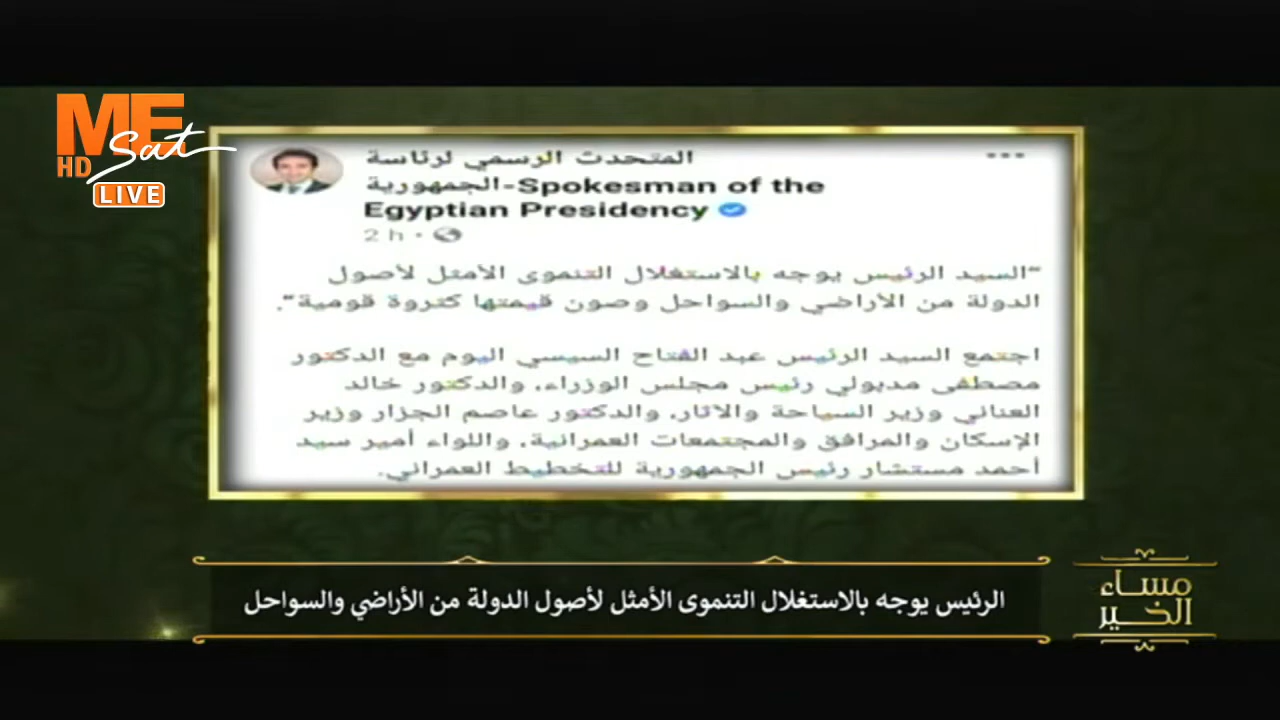 ME
Sat
HD
LIVE
المتحدث الرسمي لرئاسة
الجمهورية-Spokesman of the
Egyptian Presidency
2 h
“السيد الرئيس يوجه بالاستغلال التنموى الأمثل لأصول
الدولة من الأراضي والسواحل وصون قيمتها كثروة قومية”.
اجتمع السيد الرئيس عبد الفتاح السيسي اليوم مع الدكتور
مصطفى مدبولي رئيس مجلس الوزراء، والدكتور خالد
العناني وزير السياحة والاثار، والدكتور عاصم الجزار وزير
الإسكان والمرافق والمجتمعات العمرانية، واللواء أمير سيد
أحمد مستشار رئيس الجمهورية للتخطيط العمراني.
الرئيس يوجه بالاستغلال التنموى الأمثل لأصول الدولة من الأراضي والسواحل
مساء
الخير